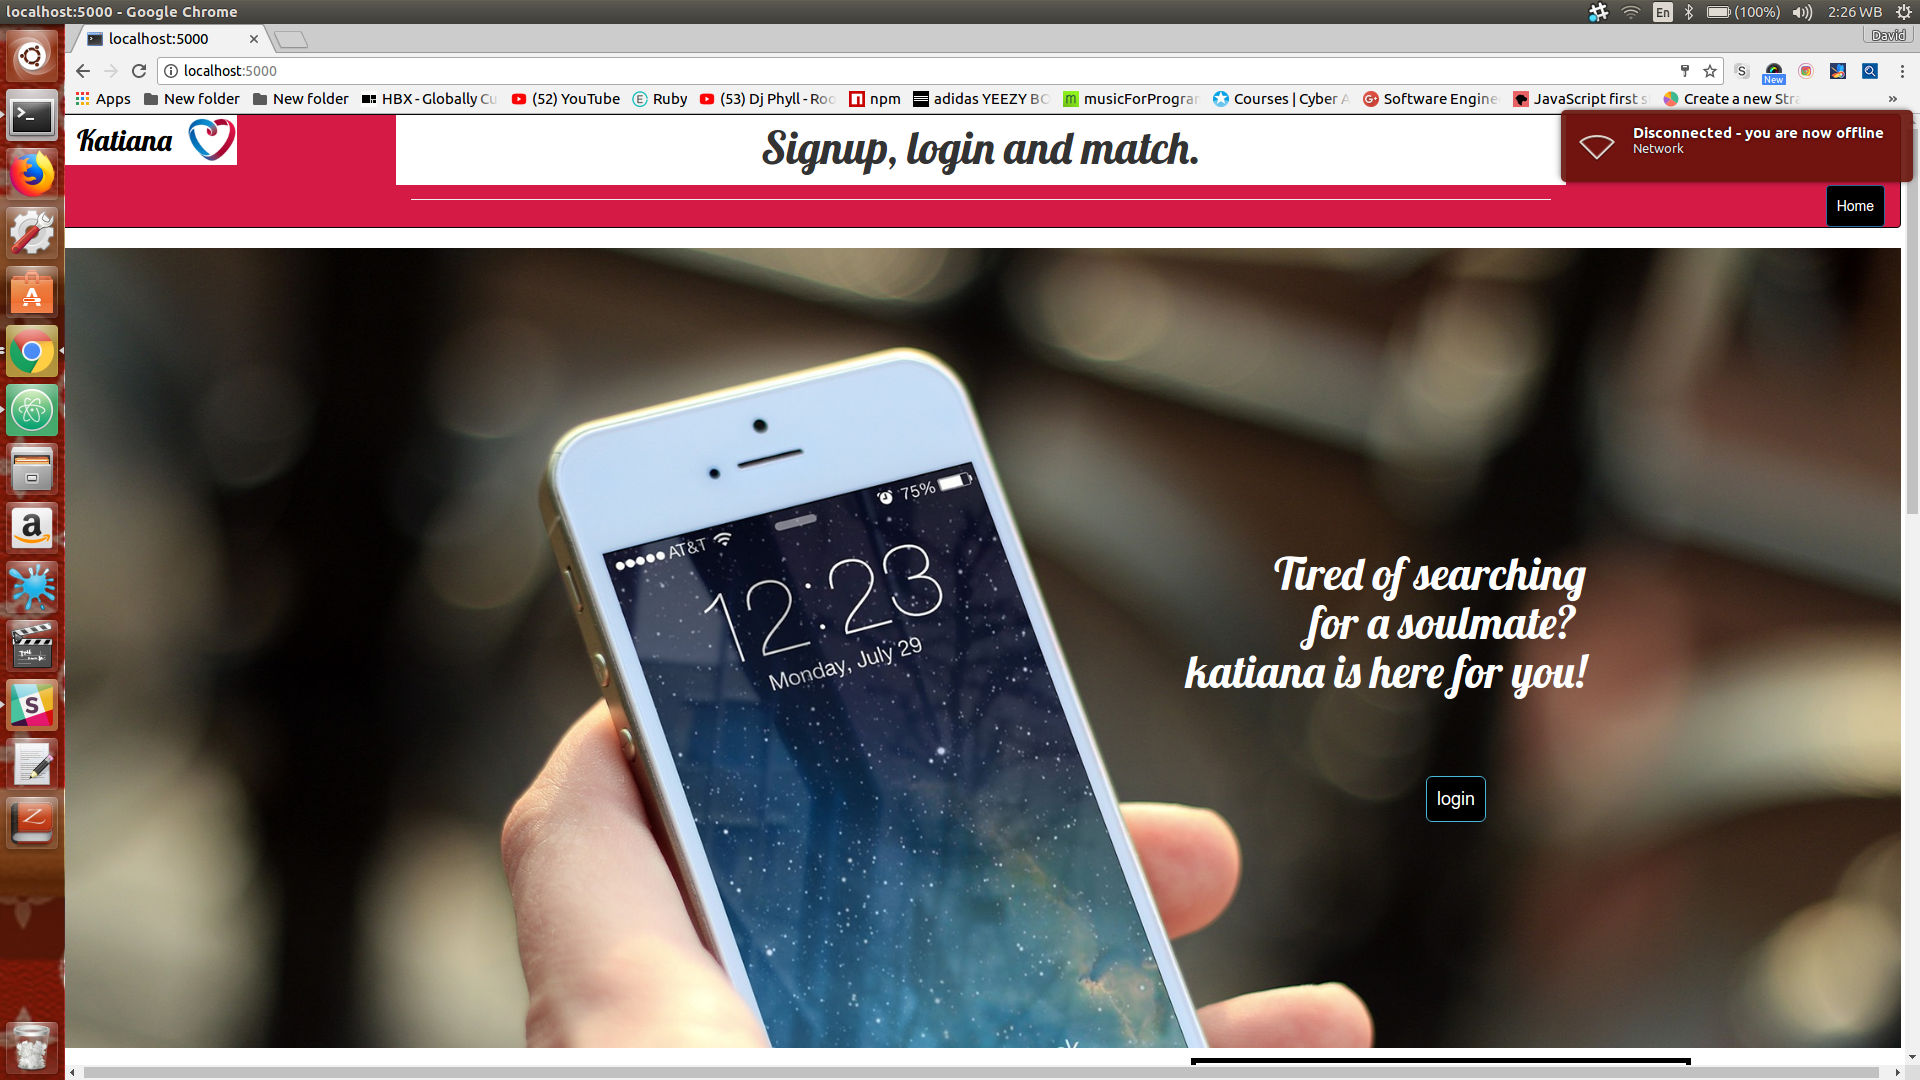 localhost:5000 - Google Chrome
En
(100%)
2:26 WB
localhost:5000
David
localhost:5000
New
Apps
New folder
New folder
HBX - Globally Cu
(52) YouTube
Ruby
(53) Dj Phyll - Roo
npm
adidas YEEZY BO
musicForProgran
Courses | Cyber A
Software Engine
JavaScript first s
Create a new Stra
»
Katiana
Signup, login and match.
Disconnected - you are now offline
Network
Home
75%
AT&T
12:23
Monday, July 29
Tired of searching
for a soulmate?
katiana is here for you!
login